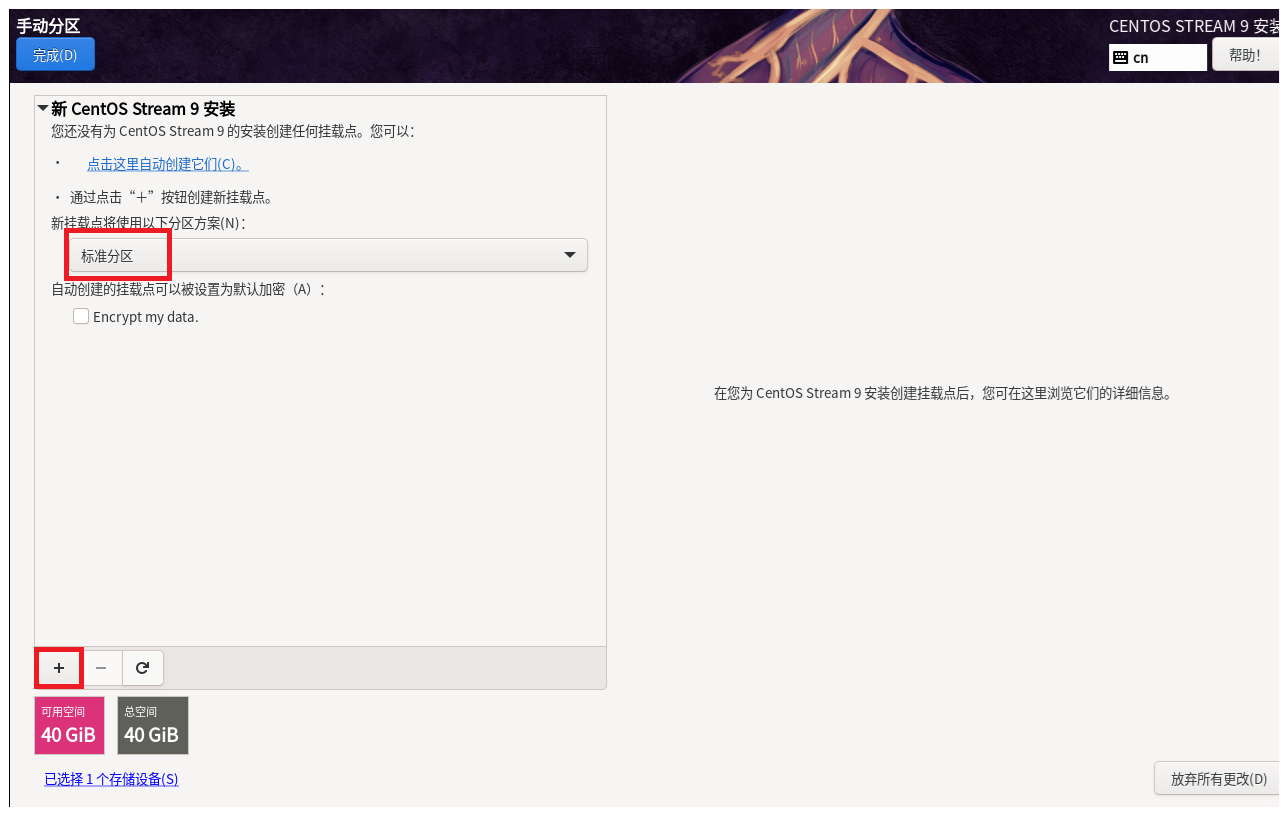 手动分区
CENTOS STREAM 9 安装
完成(D)
cn
帮助!
新 CentOS Stream 9 安装
您还没有为 CentOS Stream 9 的安装创建任何挂载点。您可以：
• 点击这里自动创建它们(C)。
• 通过点击“＋”按钮创建新挂载点。
新挂载点将使用以下分区方案(N)：
标准分区
自动创建的挂载点可以被设置为默认加密（A）：
Encrypt my data.
在您为 CentOS Stream 9 安装创建挂载点后，您可在这里浏览它们的详细信息。
+ −
可用空间
40 GiB
总空间
40 GiB
已选择 1 个存储设备(S)
放弃所有更改(D)